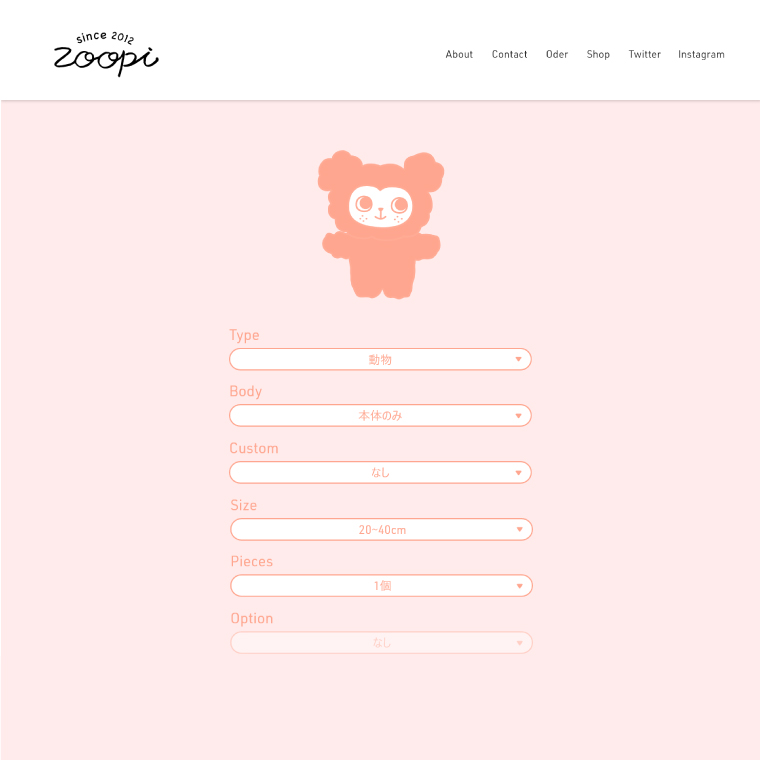 since 2012
zoopi
About Contact Oder Shop Twitter Instagram
Type
動物
Body
本体のみ
Custom
なし
Size
20-40cm
Pieces
1個
Option
なし